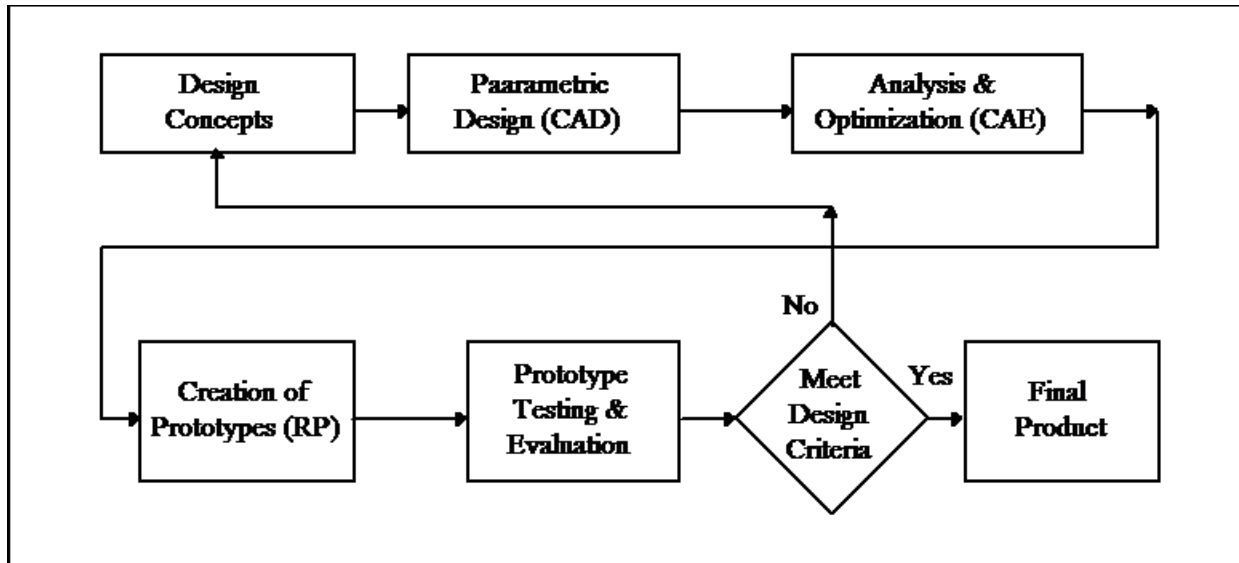 Design
Concepts
Paarametric
Design (CAD)
Analysis &
Optimization (CAE)
No
Creation of
Prototypes (RP)
Prototype
Testing &
Evaluation
Meet
Design
Criteria
Yes
Final
Product